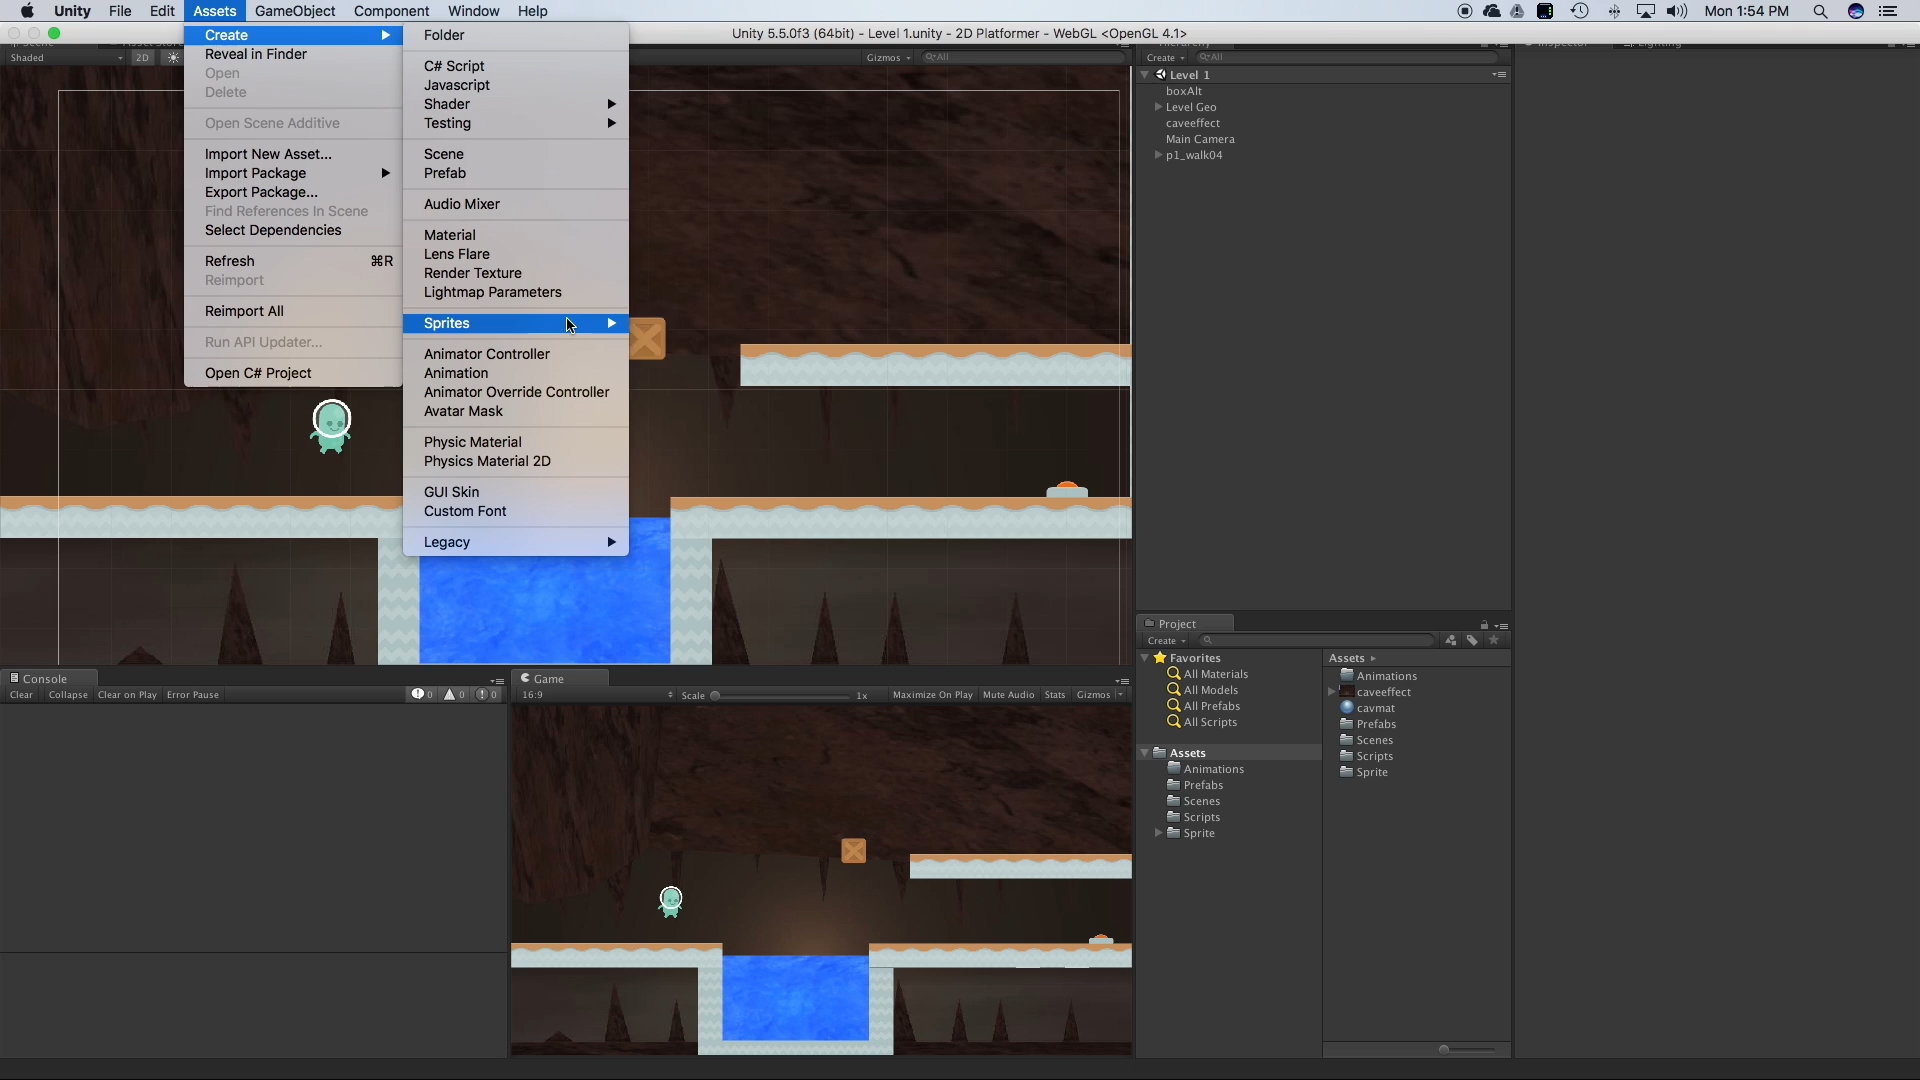 Unity File Edit Assets GameObject Component Window Help Mon 1:54 PM
Unity 5.5.0f3 (64bit) - Level 1.unity - 2D Platformer - WebGL <OpenGL 4.1>
Create
Reveal in Finder
Open
Delete
Open Scene Additive
Import New Asset...
Import Package
Export Package...
Find References In Scene
Select Dependencies
Refresh ⌘R
Reimport
Reimport All
Run API Updater...
Open C# Project
Folder
C# Script
Javascript
Shader
Testing
Scene
Prefab
Audio Mixer
Material
Lens Flare
Render Texture
Lightmap Parameters
Sprites
Animator Controller
Animation
Animator Override Controller
Avatar Mask
Physic Material
Physics Material 2D
GUI Skin
Custom Font
Legacy
Shaded 2D
Gizmos All
Create All
Level 1
boxAlt
Level Geo
caveeffect
Main Camera
p1_walk04
Console
Clear Collapse Clear on Play Error Pause 0 0 0
Game
16:9 Scale 1x Maximize On Play Mute Audio Stats Gizmos
Project
Create
Favorites
All Materials
All Models
All Prefabs
All Scripts
Assets
Animations
Prefabs
Scenes
Scripts
Sprite
Assets
Animations
caveeffect
cavmat
Prefabs
Scenes
Scripts
Sprite